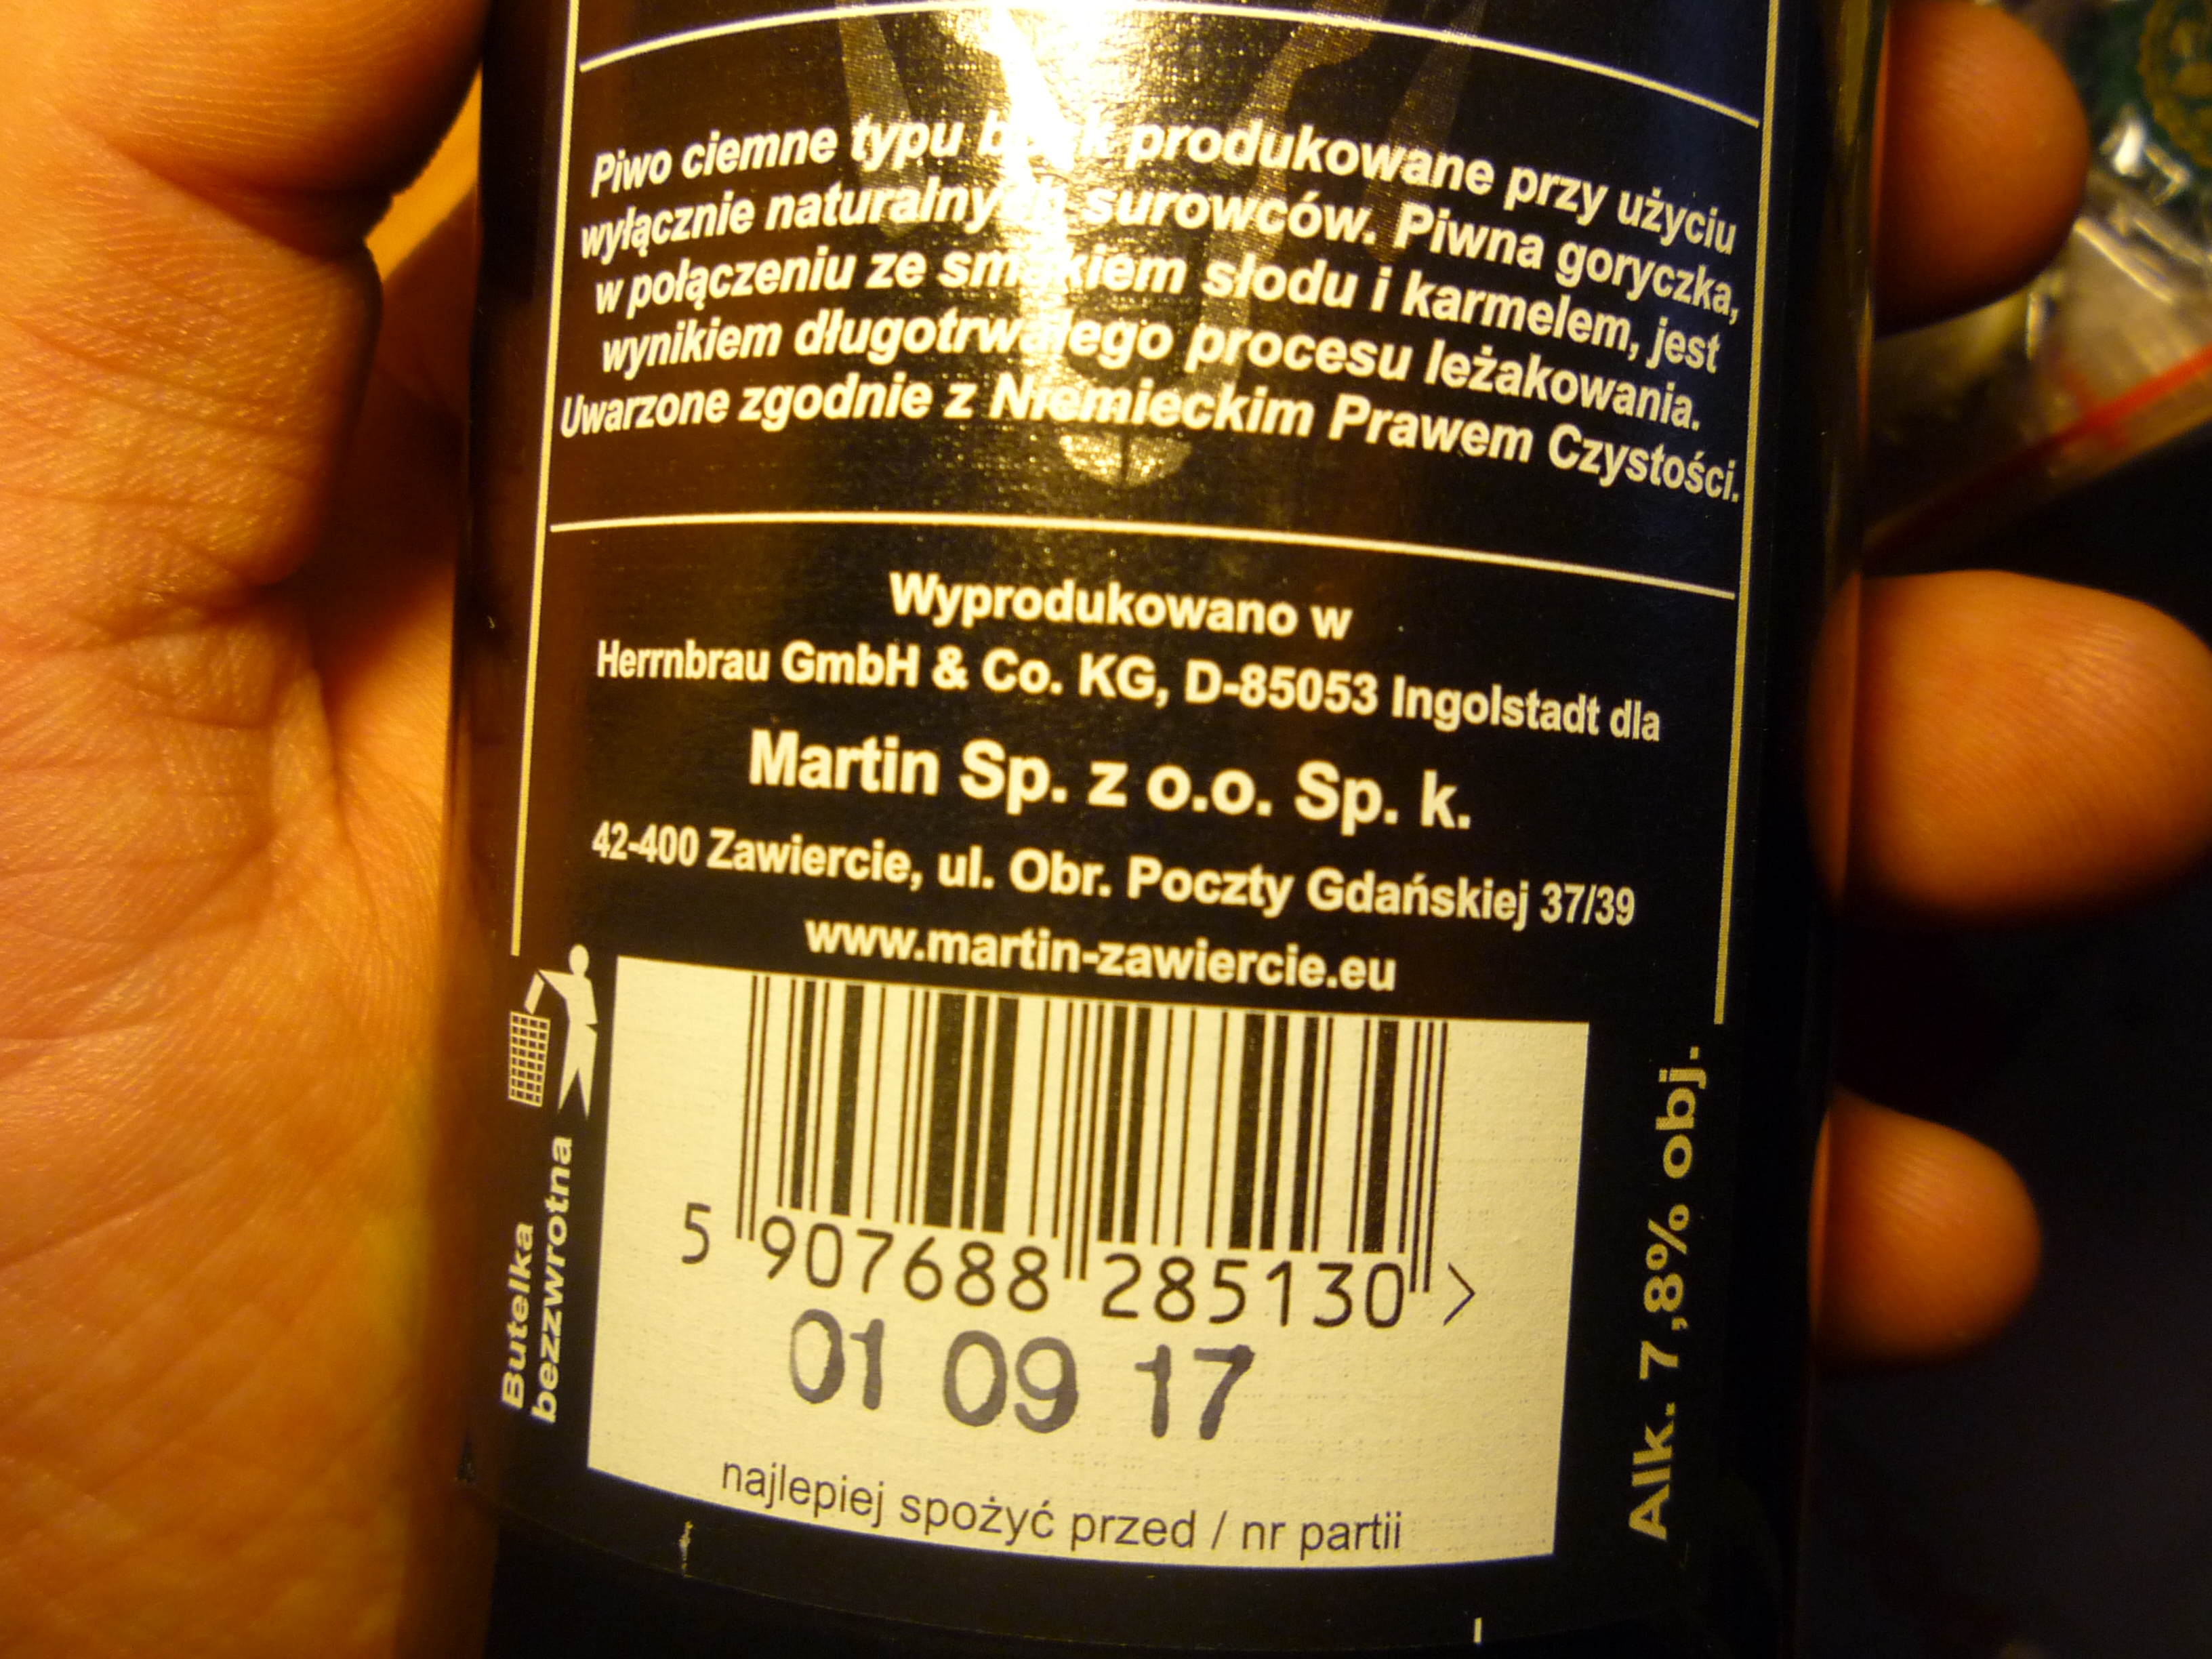 Piwo ciemne typu produkowane przy użyciu
wyłącznie naturalnych surowców. Piwna goryczka,
w połączeniu ze smakiem słodu i karmelem, jest
wynikiem długotrwałego procesu leżakowania.
Uwarzone zgodnie z Niemieckim Prawem Czystości.
Wyprodukowano w
Herrnbrau GmbH & Co. KG, D-85053 Ingolstadt dla
Martin Sp. z o.o. Sp. k.
42-400 Zawiercie, ul. Obr. Poczty Gdańskiej 37/39
www.martin-zawiercie.eu
Butelka
bezzwrotna
5 907688 285130 >
01 09 17
najlepiej spożyć przed / nr partii
Alk. 7,8% obj.